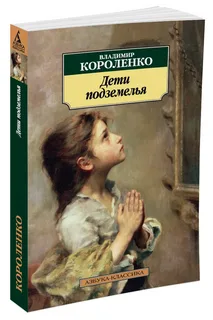 ВЛАДИМИР
КОРОЛЕНКО
Дети
подземелья
АЗБУКА-КЛАССИКА
Дети подземелья
КОРОЛЕНКО